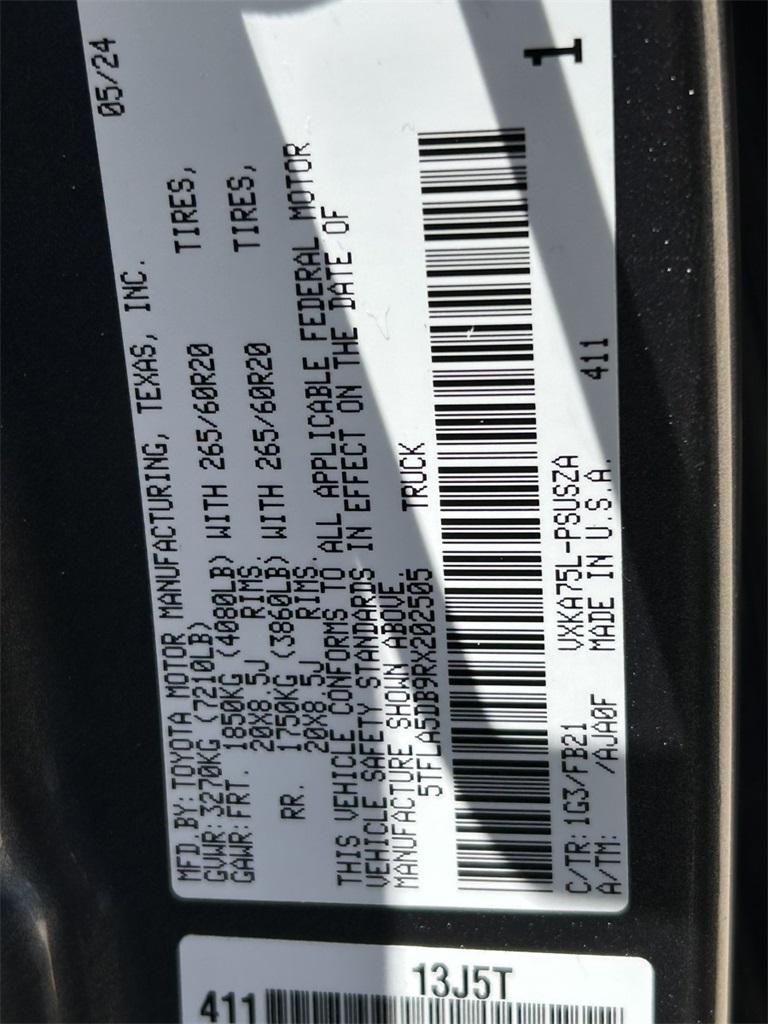 MFD.BY:TOYOTA MOTOR MANUFACTURING, TEXAS, INC. 05/24
GVWR:3270KG (7210LB)
GAWR:FRT. 1850KG (4080LB) WITH 265/60R20 TIRES,
20X8.5J RIMS.
RR. 1750KG (3860LB) WITH 265/60R20 TIRES,
20X8.5J RIMS.
THIS VEHICLE CONFORMS TO ALL APPLICABLE FEDERAL MOTOR
VEHICLE SAFETY STANDARDS IN EFFECT ON THE DATE OF
MANUFACTURE SHOWN ABOVE.
5TFLA5DB9RX202505 TRUCK
1
C/TR: 1G3/FB21 VXKA75L-PSUSZA
A/TM: /AJA0F MADE IN U.S.A. 411
13J5T
411